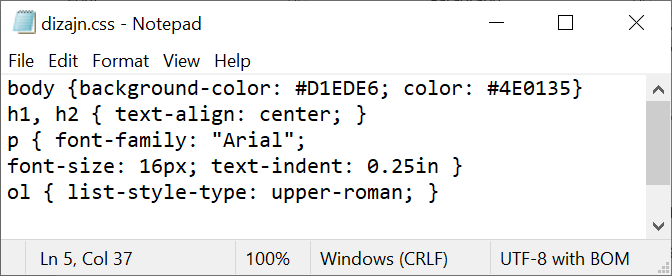 dizajn.css - Notepad
File Edit Format View Help
body {background-color: #D1EDE6; color: #4E0135}
h1, h2 { text-align: center; }
p { font-family: "Arial";
font-size: 16px; text-indent: 0.25in }
ol { list-style-type: upper-roman; }
Ln 5, Col 37 100% Windows (CRLF) UTF-8 with BOM